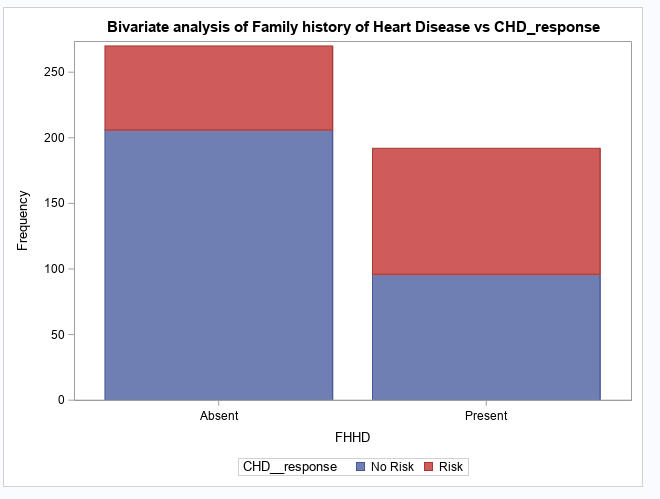 Bivariate analysis of Family history of Heart Disease vs CHD_response
Frequency
250
200
150
100
50
0
Absent Present
FHHD
CHD__response No Risk Risk